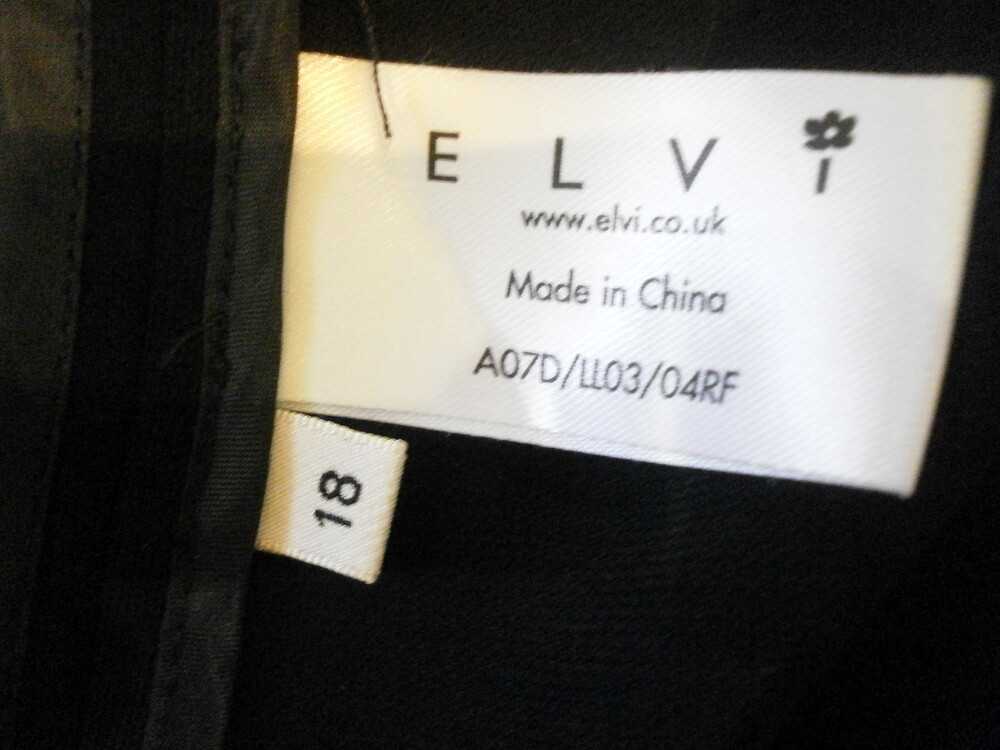 ELVI
www.elvi.co.uk
Made in China
A07D/LL03/04RF
18